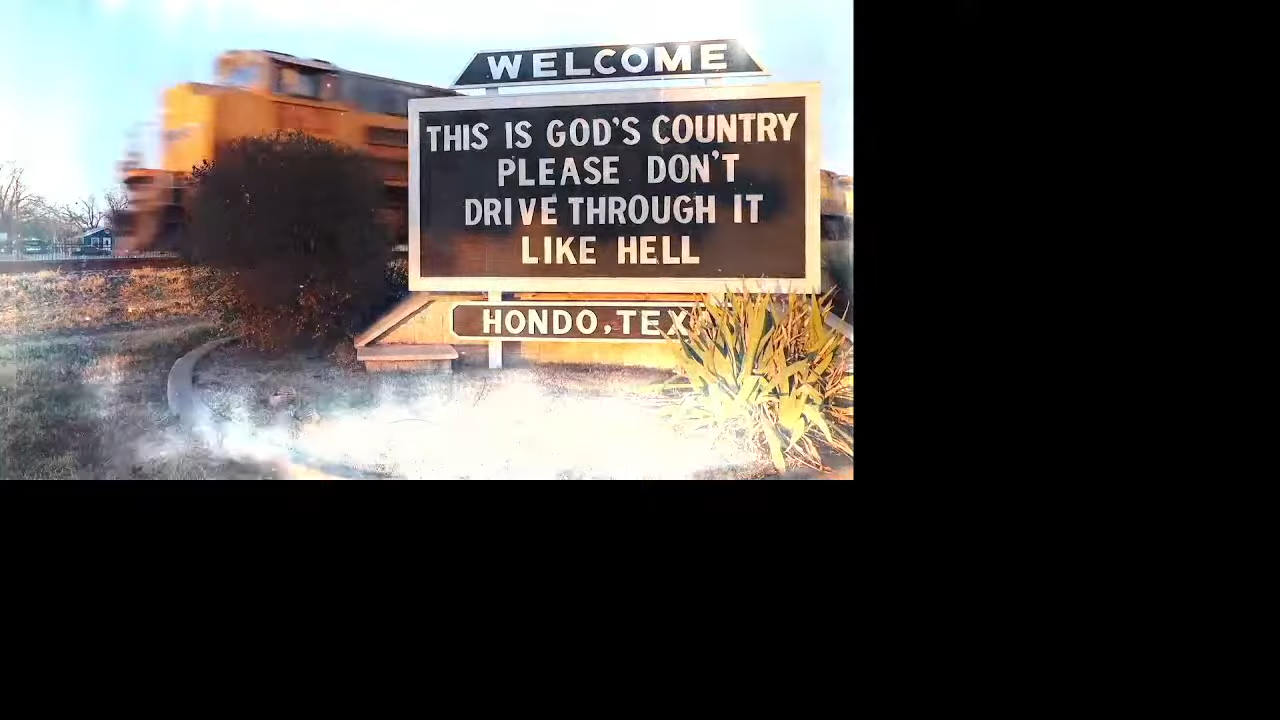 WELCOME
THIS IS GOD'S COUNTRY
PLEASE DON'T
DRIVE THROUGH IT
LIKE HELL
HONDO, TEX